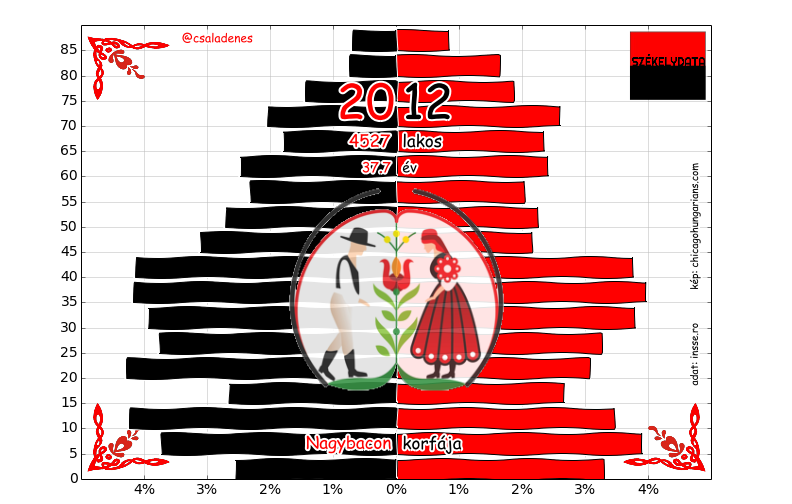 @csaladenes
SZÉKELYDATA
2012
4527 lakos
37.7 év
Nagybacon korfája
kép: chicagohungarians.com
adat: insse.ro
85
80
75
70
65
60
55
50
45
40
35
30
25
20
15
10
5
0
4% 3% 2% 1% 0% 1% 2% 3% 4%